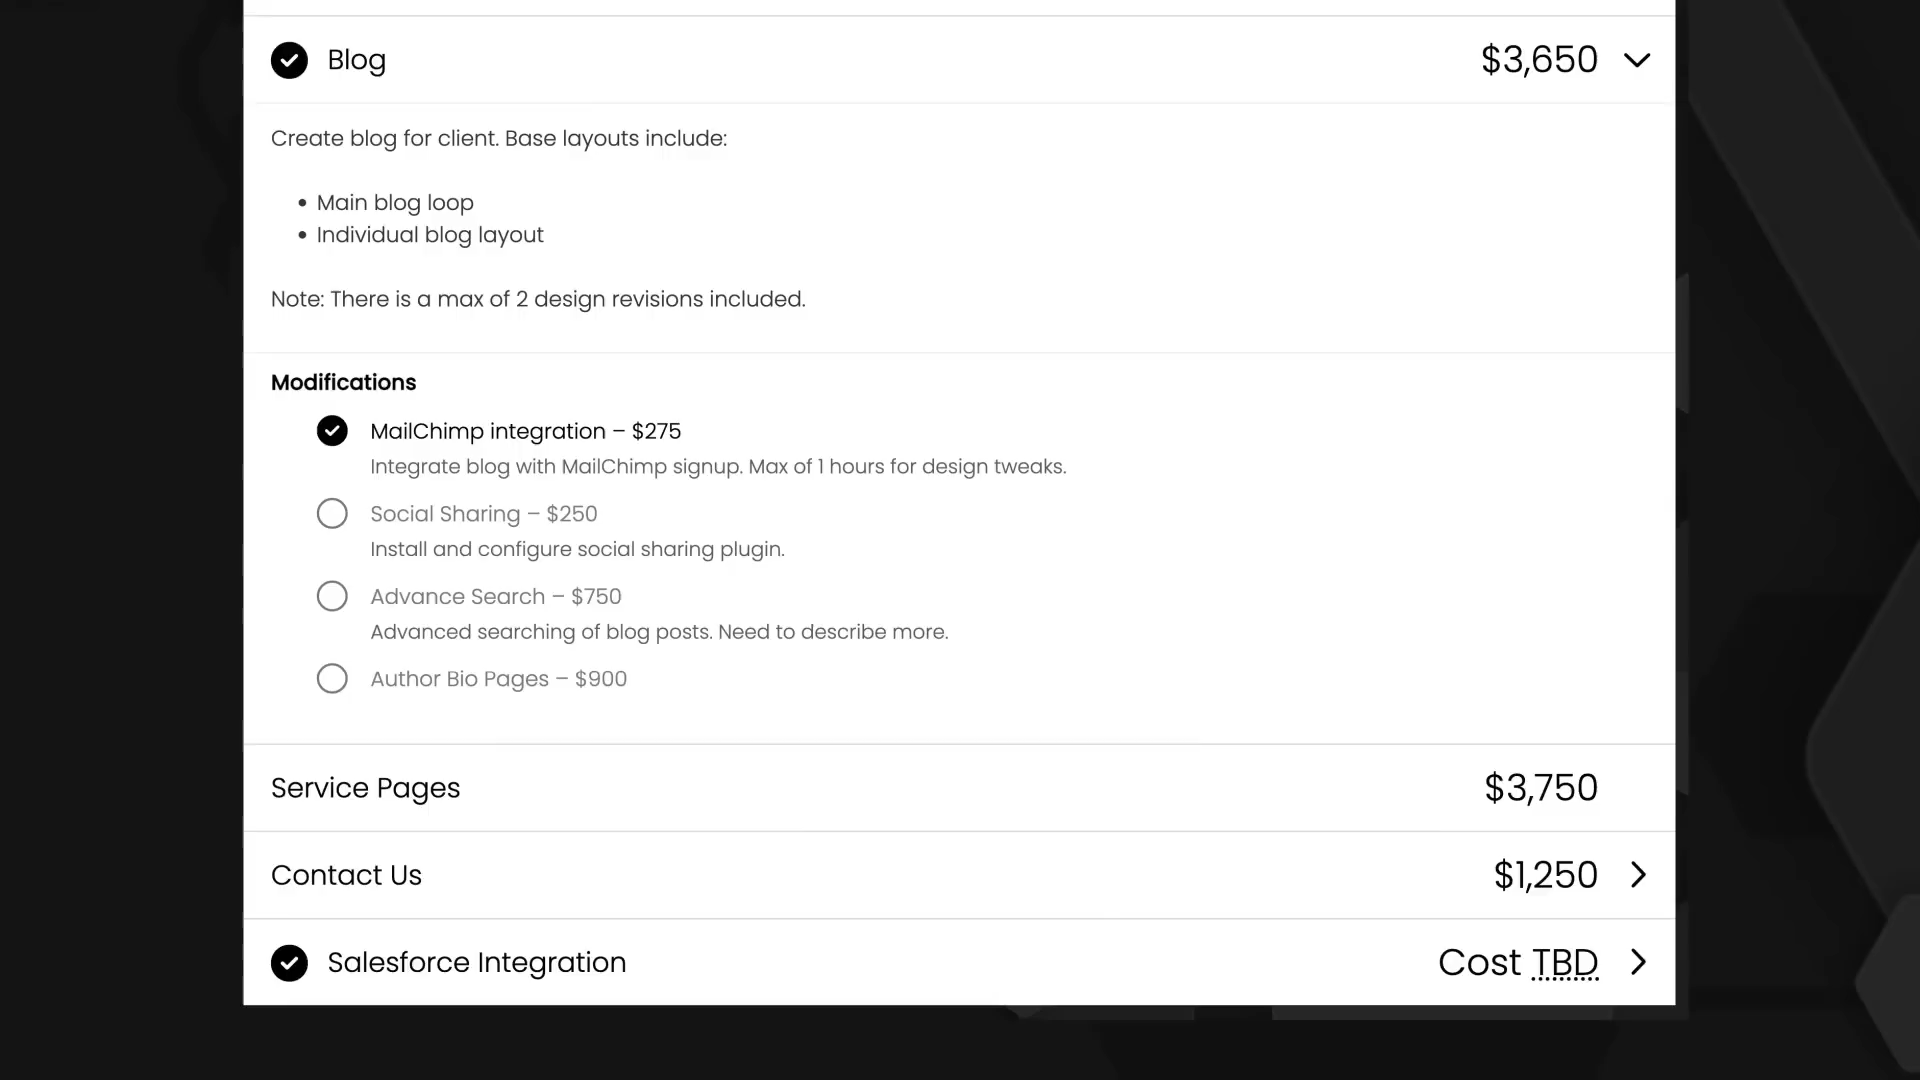 Blog $3,650
Create blog for client. Base layouts include:
• Main blog loop
• Individual blog layout
Note: There is a max of 2 design revisions included.
Modifications
MailChimp integration – $275
Integrate blog with MailChimp signup. Max of 1 hours for design tweaks.
Social Sharing – $250
Install and configure social sharing plugin.
Advance Search – $750
Advanced searching of blog posts. Need to describe more.
Author Bio Pages – $900
Service Pages $3,750
Contact Us $1,250
Salesforce Integration Cost TBD